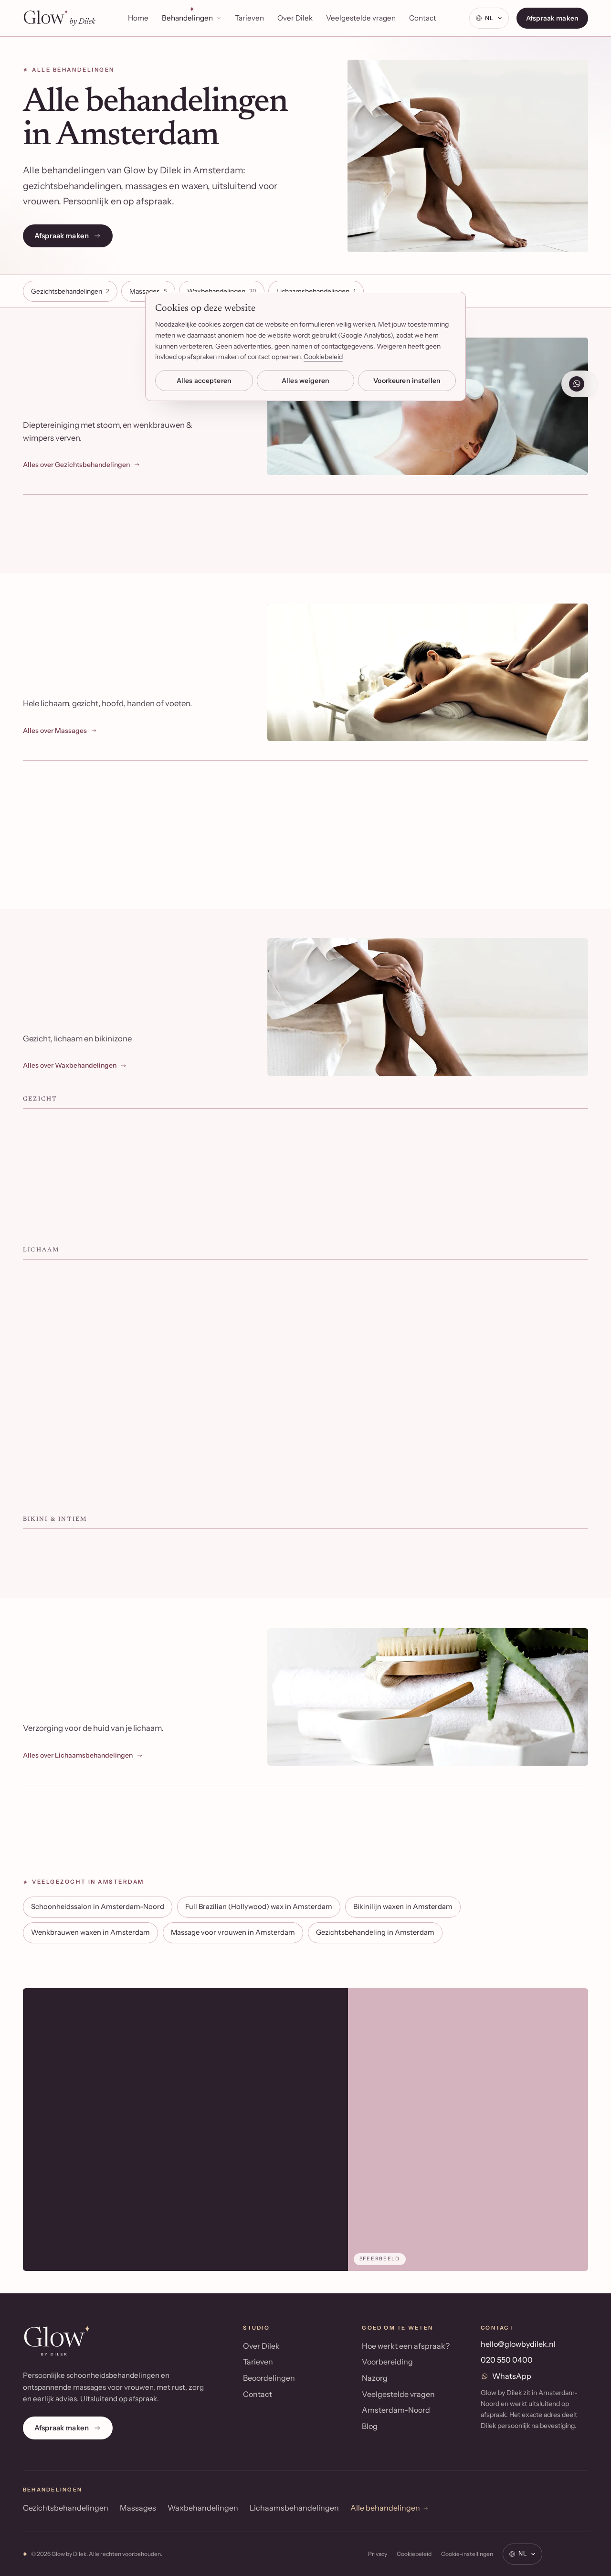 Glow by Dilek
Home
Behandelingen
Tarieven
Over Dilek
Veelgestelde vragen
Contact
NL
Afspraak maken
ALLE BEHANDELINGEN
Alle behandelingen
in Amsterdam
Alle behandelingen van Glow by Dilek in Amsterdam:
gezichtsbehandelingen, massages en waxen, uitsluitend voor
vrouwen. Persoonlijk en op afspraak.
Afspraak maken →
Gezichtsbehandelingen 2
Massages 5
Waxbehandelingen 20
Lichaamsbehandelingen 1
Cookies op deze website
Noodzakelijke cookies zorgen dat de website en formulieren veilig werken. Met jouw toestemming
meten we daarnaast anoniem hoe de website wordt gebruikt (Google Analytics), zodat we hem
kunnen verbeteren. Geen advertenties, geen namen of contactgegevens. Weigeren heeft geen
invloed op afspraken maken of contact opnemen. Cookiebeleid
Alles accepteren
Alles weigeren
Voorkeuren instellen
Dieptereiniging met stoom, en wenkbrauwen &
wimpers verven.
Alles over Gezichtsbehandelingen →
Hele lichaam, gezicht, hoofd, handen of voeten.
Alles over Massages →
Gezicht, lichaam en bikinizone
Alles over Waxbehandelingen →
GEZICHT
LICHAAM
BIKINI & INTIEM
Verzorging voor de huid van je lichaam.
Alles over Lichaamsbehandelingen →
VEELGEZOCHT IN AMSTERDAM
Schoonheidssalon in Amsterdam-Noord
Full Brazilian (Hollywood) wax in Amsterdam
Bikinilijn waxen in Amsterdam
Wenkbrauwen waxen in Amsterdam
Massage voor vrouwen in Amsterdam
Gezichtsbehandeling in Amsterdam
SFEERBEELD
Glow
BY DILEK
Persoonlijke schoonheidsbehandelingen en
ontspannende massages voor vrouwen, met rust, zorg
en eerlijk advies. Uitsluitend op afspraak.
Afspraak maken →
STUDIO
Over Dilek
Tarieven
Beoordelingen
Contact
GOED OM TE WETEN
Hoe werkt een afspraak?
Voorbereiding
Nazorg
Veelgestelde vragen
Amsterdam-Noord
Blog
CONTACT
hello@glowbydilek.nl
020 550 0400
WhatsApp
Glow by Dilek zit in Amsterdam-
Noord en werkt uitsluitend op
afspraak. Het exacte adres deelt
Dilek persoonlijk na bevestiging.
BEHANDELINGEN
Gezichtsbehandelingen
Massages
Waxbehandelingen
Lichaamsbehandelingen
Alle behandelingen →
© 2026 Glow by Dilek. Alle rechten voorbehouden.
Privacy
Cookiebeleid
Cookie-instellingen
NL